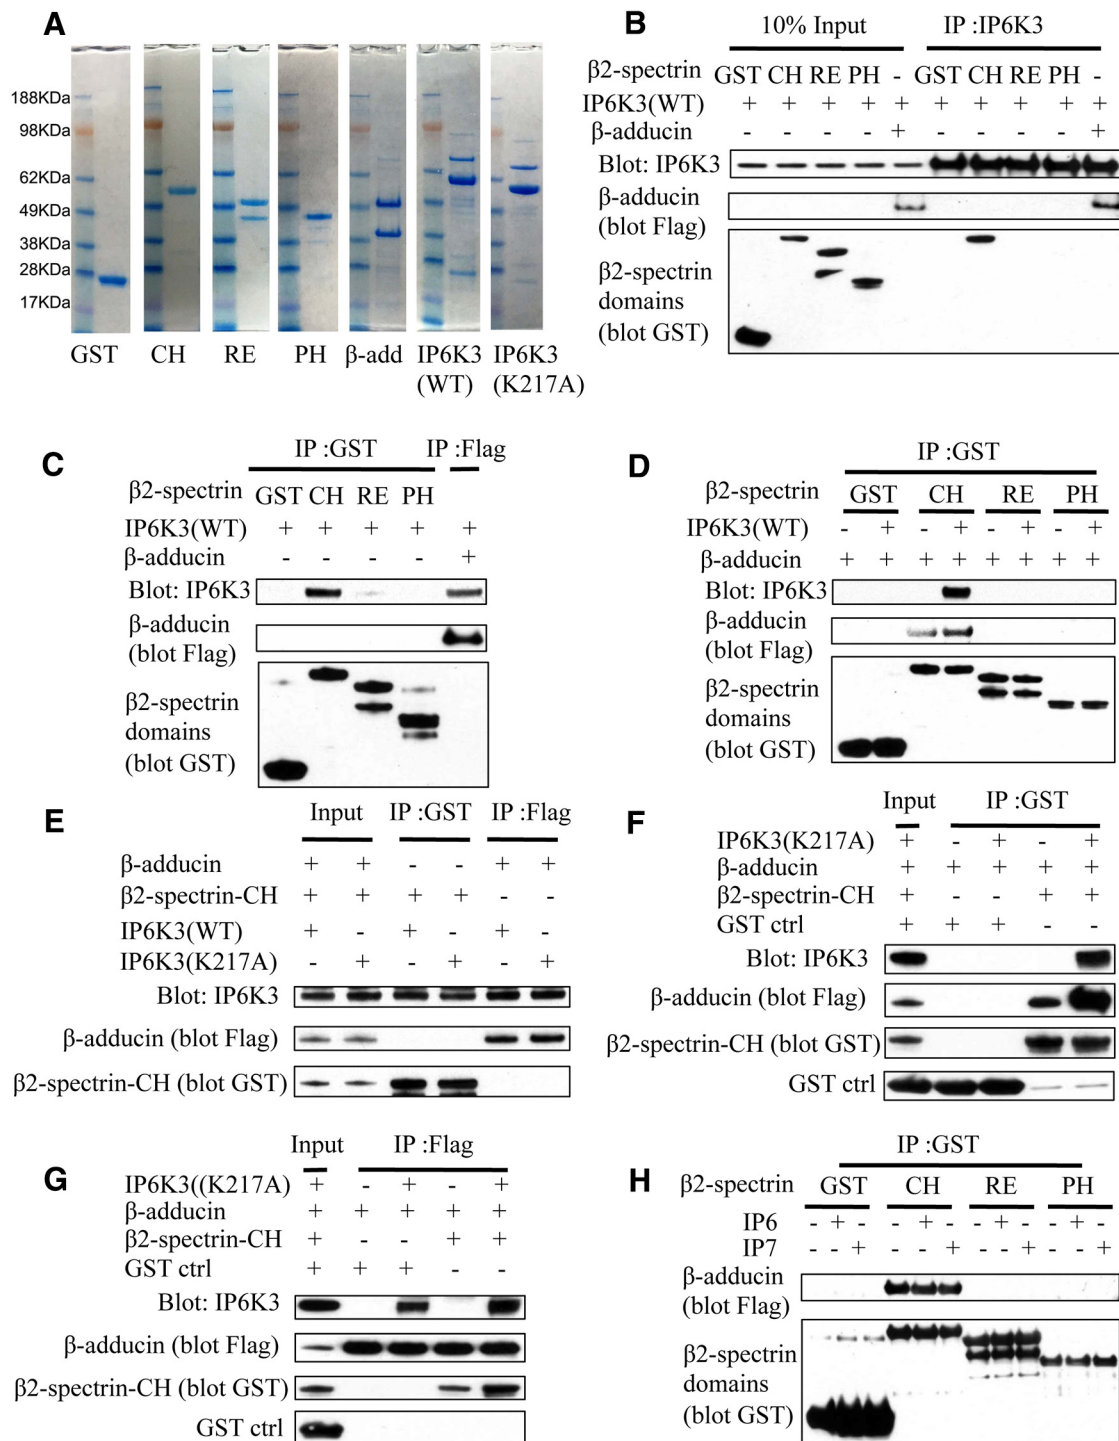 A
188KDa
98KDa
62KDa
49KDa
38KDa
28KDa
17KDa
GST CH RE PH β-add IP6K3 (WT) IP6K3 (K217A)
B
10% Input IP :IP6K3
β2-spectrin GST CH RE PH - GST CH RE PH -
IP6K3(WT) + + + + + + + + + +
β-adducin - - - - + - - - - +
Blot: IP6K3
β-adducin
(blot Flag)
β2-spectrin
domains
(blot GST)
C
IP :GST IP :Flag
β2-spectrin GST CH RE PH
IP6K3(WT) + + + + +
β-adducin - - - - +
Blot: IP6K3
β-adducin
(blot Flag)
β2-spectrin
domains
(blot GST)
D
IP :GST
β2-spectrin GST CH RE PH
IP6K3(WT) - + - + - + - +
β-adducin + + + + + + + +
Blot: IP6K3
β-adducin
(blot Flag)
β2-spectrin
domains
(blot GST)
E
Input IP :GST IP :Flag
β-adducin + + - - + +
β2-spectrin-CH + + + + - -
IP6K3(WT) + - + - + -
IP6K3(K217A) - + - + - +
Blot: IP6K3
β-adducin (blot Flag)
β2-spectrin-CH (blot GST)
F
Input IP :GST
IP6K3(K217A) + - + - +
β-adducin + + + + +
β2-spectrin-CH + - - + +
GST ctrl + + + - -
Blot: IP6K3
β-adducin (blot Flag)
β2-spectrin-CH (blot GST)
GST ctrl
G
Input IP :Flag
IP6K3((K217A) + - + - +
β-adducin + + + + +
β2-spectrin-CH + - - + +
GST ctrl + + + - -
Blot: IP6K3
β-adducin (blot Flag)
β2-spectrin-CH (blot GST)
GST ctrl
H
IP :GST
β2-spectrin GST CH RE PH
IP6 - + - - + - - + - - + -
IP7 - - + - - + - - + - - +
β-adducin
(blot Flag)
β2-spectrin
domains
(blot GST)